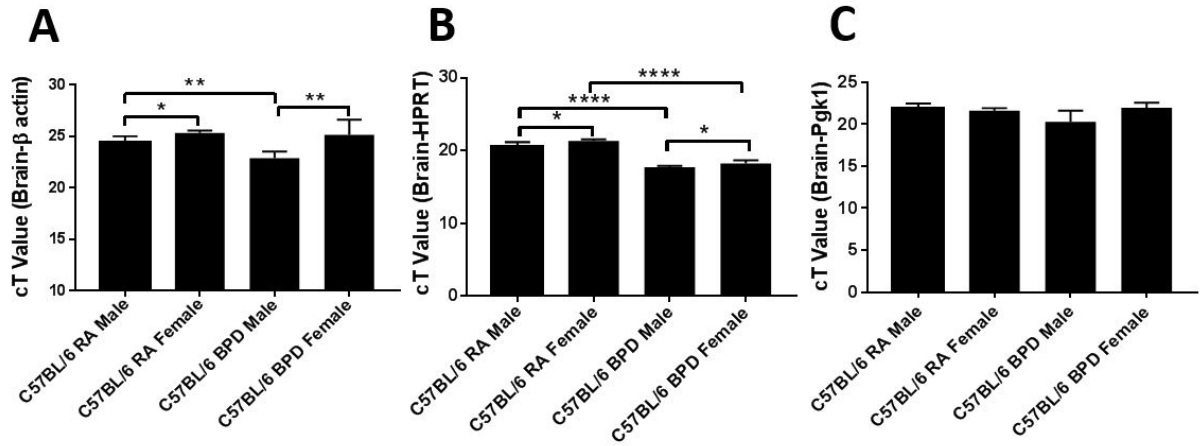 A
cT Value (Brain-β actin)
30
25
20
15
10
**
*
**
C57BL/6 RA Male
C57BL/6 RA Female
C57BL/6 BPD Male
C57BL/6 BPD Female
B
cT Value (Brain-HPRT)
30
20
10
0
****
****
*
*
C57BL/6 RA Male
C57BL/6 RA Female
C57BL/6 BPD Male
C57BL/6 BPD Female
C
cT Value (Brain-Pgk1)
25
20
15
10
5
0
C57BL/6 RA Male
C57BL/6 RA Female
C57BL/6 BPD Male
C57BL/6 BPD Female